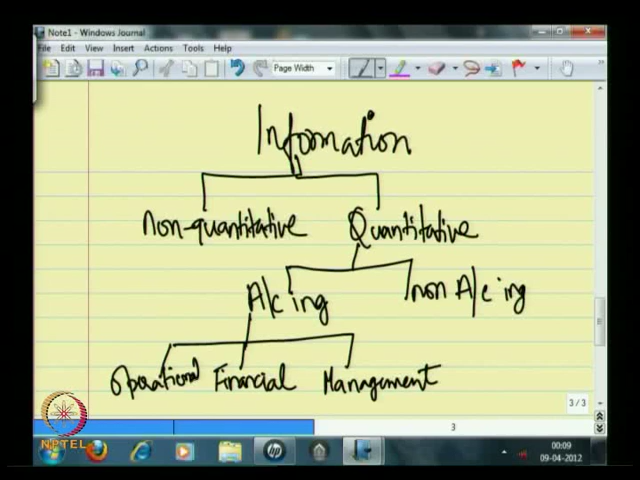 Note1 - Windows Journal
File Edit View Insert Actions Tools Help
Page Width
Information
Non-quantitative Quantitative
A/c ing non A/c ing
Operational Financial Management
3/3
3
NPTEL
hp
00:09
09-04-2012